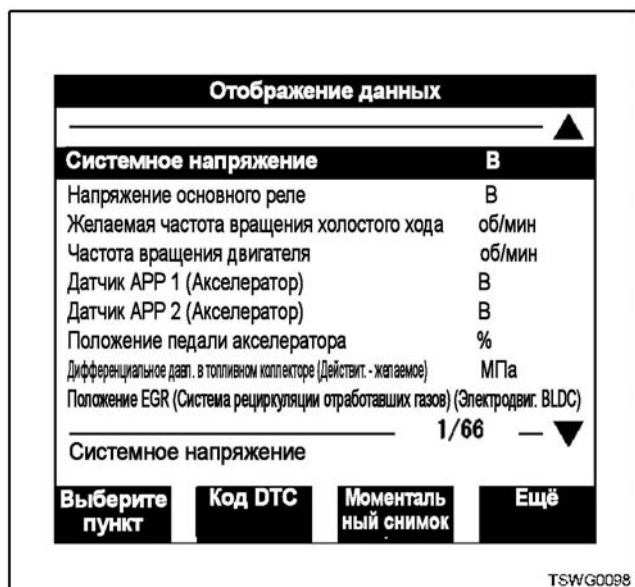 Отображение данных
Системное напряжение В
Напряжение основного реле В
Желаемая частота вращения холостого хода об/мин
Частота вращения двигателя об/мин
Датчик APP 1 (Акселератор) В
Датчик APP 2 (Акселератор) В
Положение педали акселератора %
Дифференциальное давл. в топливном коллекторе (Действит. - желаемое) МПа
Положение EGR (Система рециркуляции отработавших газов) (Электродвиг. BLDC)
1/66
Системное напряжение
Выберите пункт
Код DTC
Моменталь
ный снимок
Ещё
TSWG0098